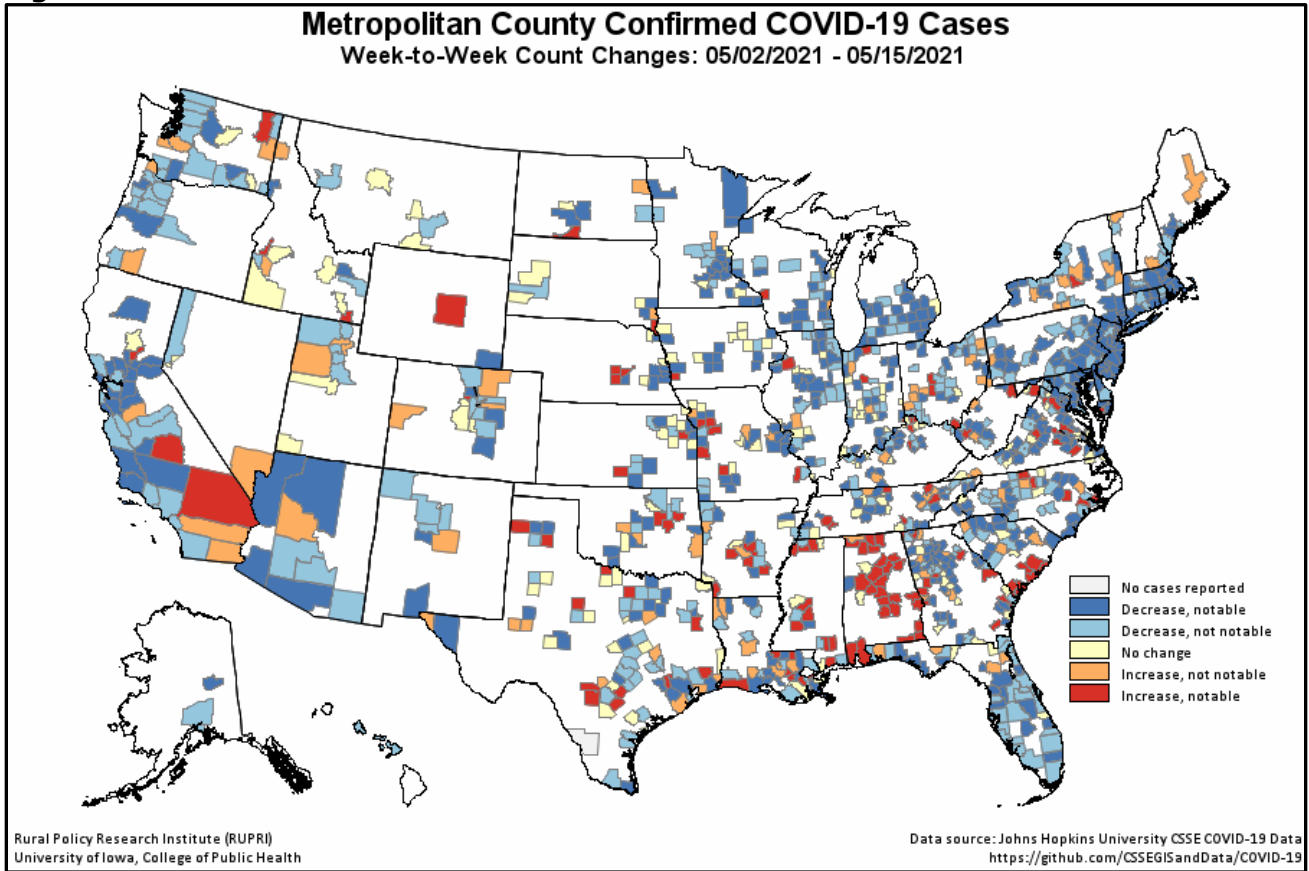 Metropolitan County Confirmed COVID-19 Cases
Week-to-Week Count Changes: 05/02/2021 - 05/15/2021
No cases reported
Decrease, notable
Decrease, not notable
No change
Increase, not notable
Increase, notable
Rural Policy Research Institute (RUPRI)
University of Iowa, College of Public Health
Data source: Johns Hopkins University CSSE COVID-19 Data
https://github.com/CSSEGISandData/COVID-19